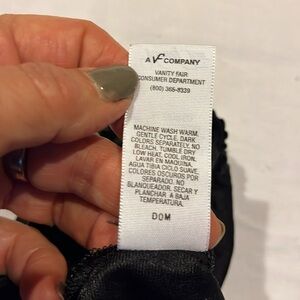 A VF COMPANY
VANITY FAIR
CONSUMER DEPARTMENT
(800) 366-8339
MACHINE WASH WARM,
GENTLE CYCLE, DARK
COLORS SEPARATELY, NO
BLEACH, TUMBLE DRY
LOW HEAT, COOL IRON.
LAVAR EN MAQUINA.
AGUA TIBIA CICLO SUAVE.
COLORES OSCUROS POR
SEPARADO. NO
BLANQUEADOR, SECAR Y
PLANCHAR A BAJA
TEMPERATURA.
DOM